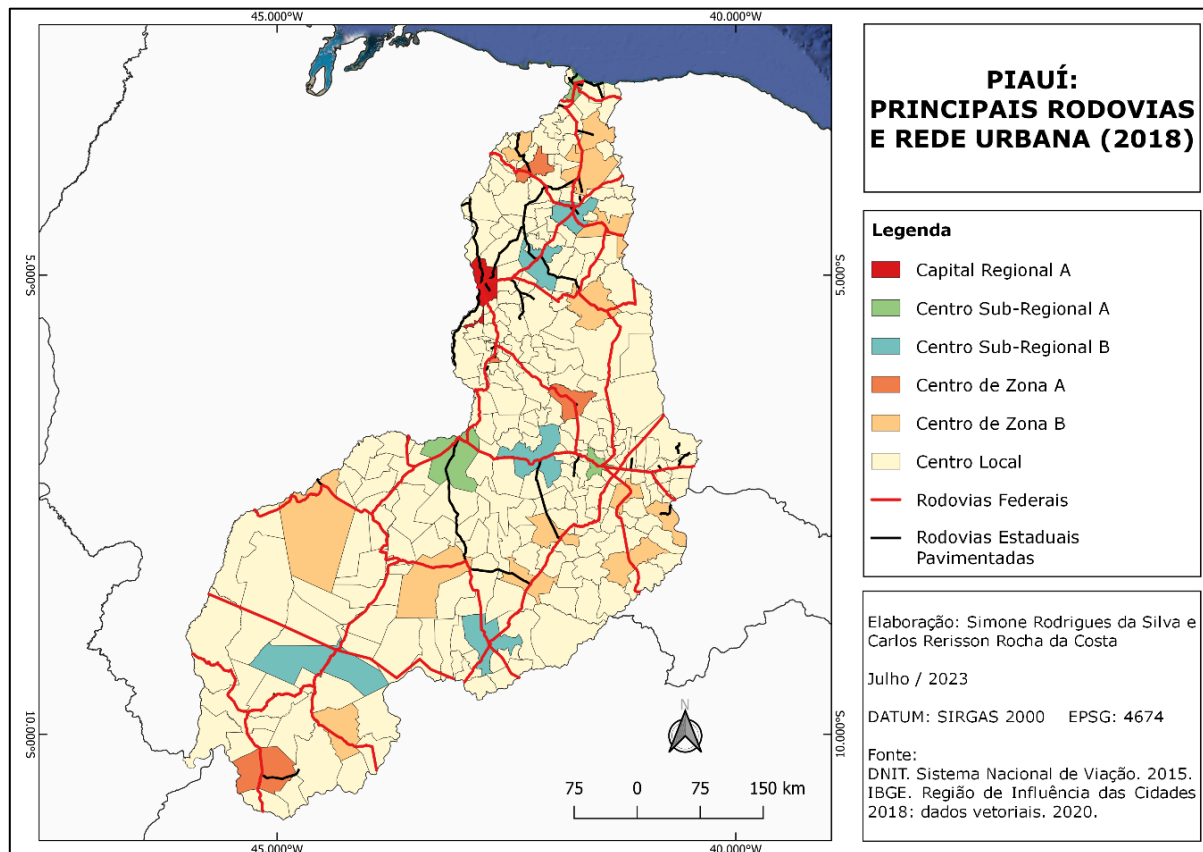 45.000°W
40.000°W
5.000°S
5.000°S
10.000°S
10.000°S
45.000°W
40.000°W
N
75 0 75 150 km
PIAUÍ:
PRINCIPAIS RODOVIAS
E REDE URBANA (2018)
Legenda
Capital Regional A
Centro Sub-Regional A
Centro Sub-Regional B
Centro de Zona A
Centro de Zona B
Centro Local
Rodovias Federais
Rodovias Estaduais
Pavimentadas
Elaboração: Simone Rodrigues da Silva e
Carlos Rerisson Rocha da Costa
Julho / 2023
DATUM: SIRGAS 2000 EPSG: 4674
Fonte:
DNIT. Sistema Nacional de Viação. 2015.
IBGE. Região de Influência das Cidades
2018: dados vetoriais. 2020.